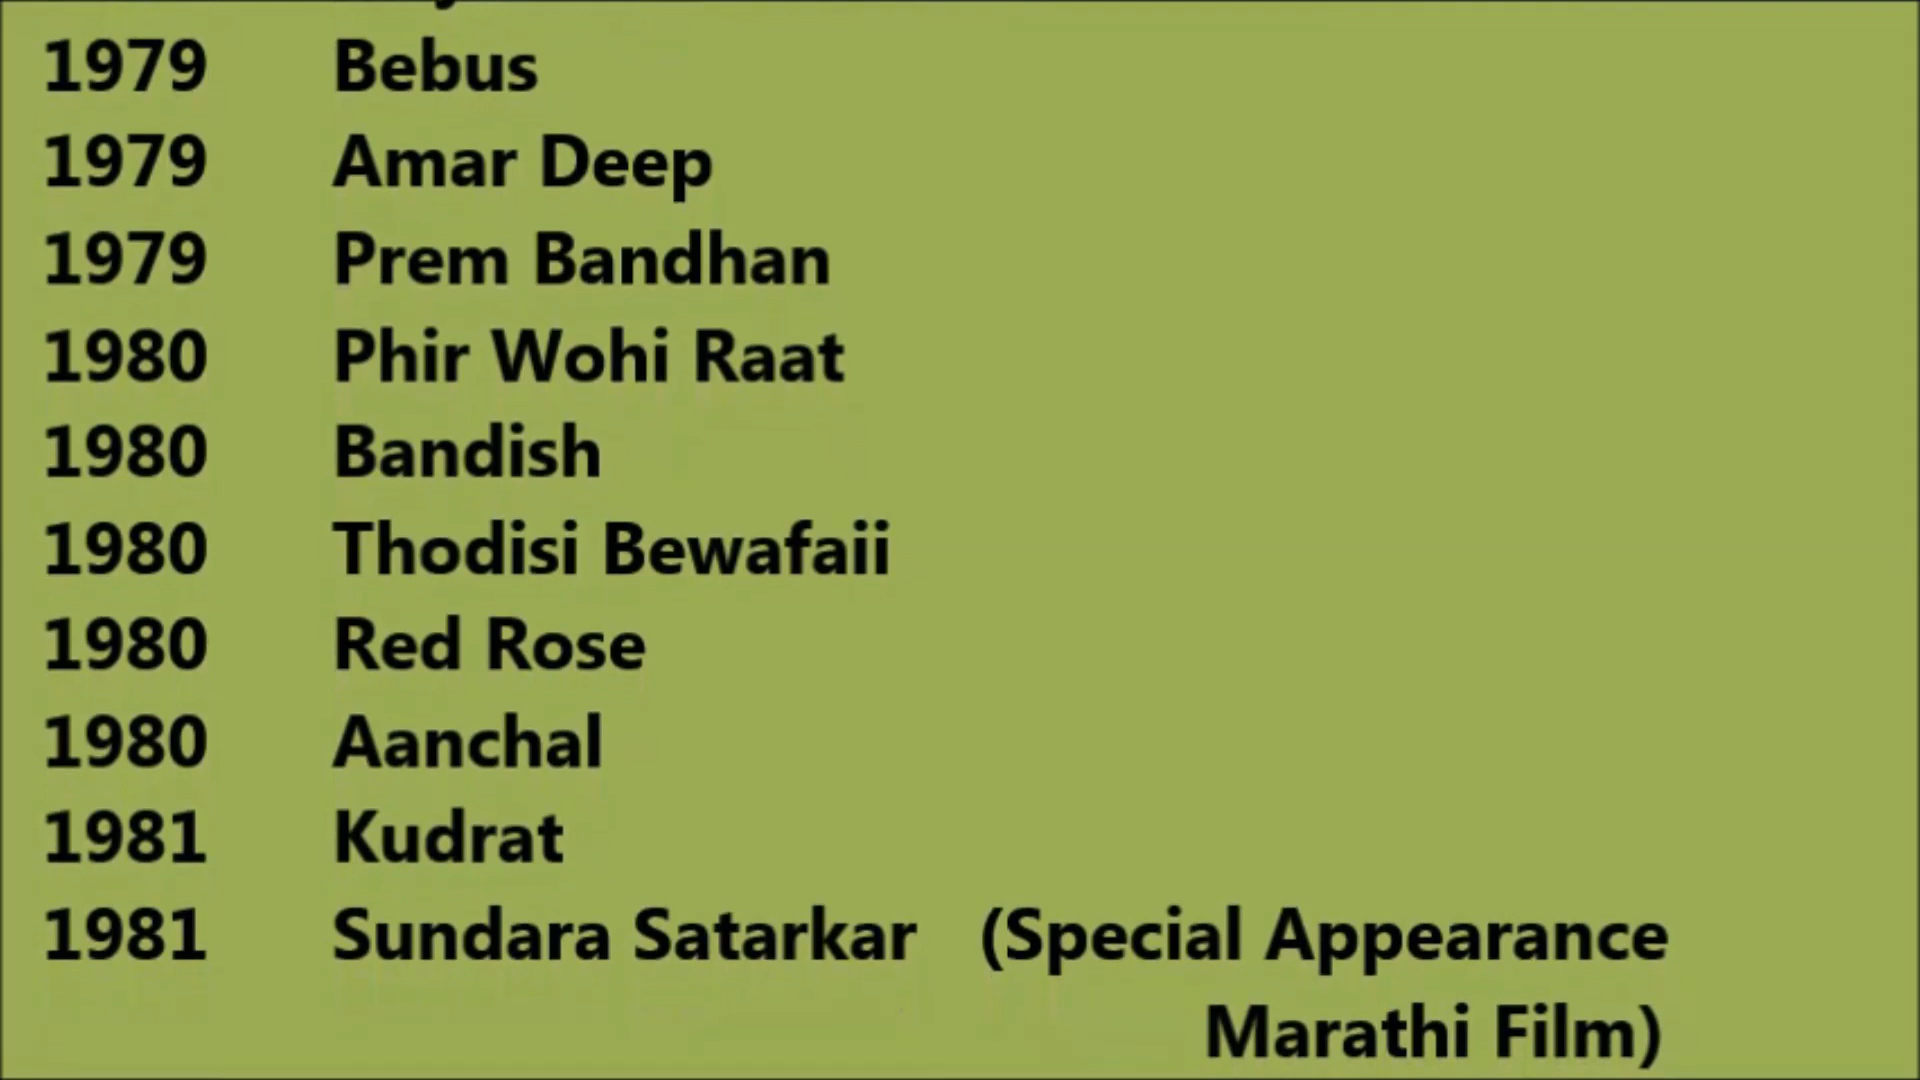 1979 Bebus
1979 Amar Deep
1979 Prem Bandhan
1980 Phir Wohi Raat
1980 Bandish
1980 Thodisi Bewafaii
1980 Red Rose
1980 Aanchal
1981 Kudrat
1981 Sundara Satarkar (Special Appearance
Marathi Film)